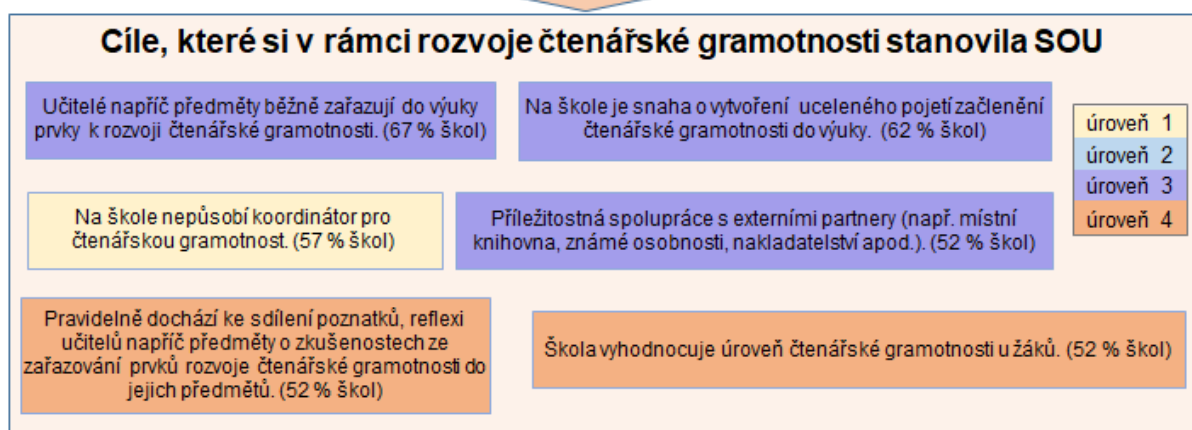 Cíle, které si v rámci rozvoje čtenářské gramotnosti stanovila SOU
Učitelé napříč předměty běžně zařazují do výuky
prvky k rozvoji čtenářské gramotnosti. (67 % škol)
Na škole je snaha o vytvoření uceleného pojetí začlenění
čtenářské gramotnosti do výuky. (62 % škol)
úroveň 1
úroveň 2
úroveň 3
úroveň 4
Na škole nepůsobí koordinátor pro
čtenářskou gramotnost. (57 % škol)
Příležitostná spolupráce s externími partnery (např. místní
knihovna, známé osobnosti, nakladatelství apod.). (52 % škol)
Pravidelně dochází ke sdílení poznatků, reflexi
učitelů napříč předměty o zkušenostech ze
zařazování prvků rozvoje čtenářské gramotnosti do
jejich předmětů. (52 % škol)
Škola vyhodnocuje úroveň čtenářské gramotnosti u žáků. (52 % škol)